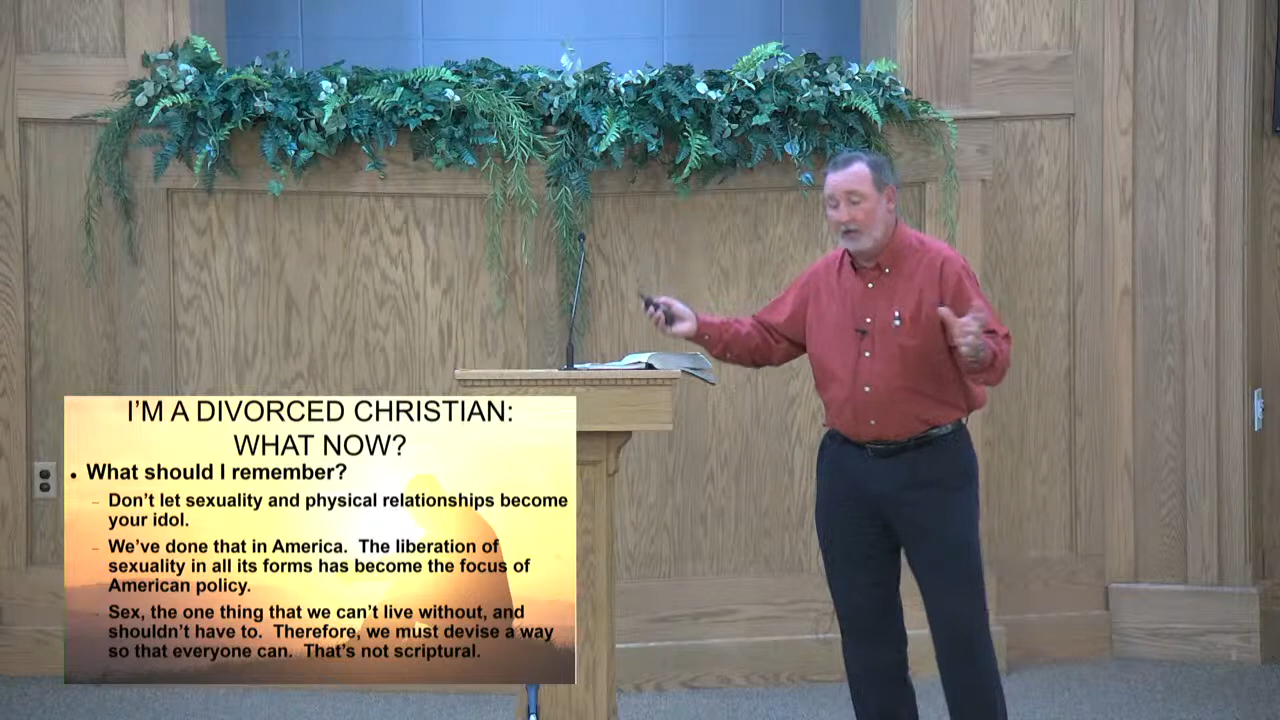 I'M A DIVORCED CHRISTIAN:
WHAT NOW?
• What should I remember?
– Don't let sexuality and physical relationships become
your idol.
– We've done that in America.  The liberation of
sexuality in all its forms has become the focus of
American policy.
– Sex, the one thing that we can't live without, and
shouldn't have to.  Therefore, we must devise a way
so that everyone can.  That's not scriptural.